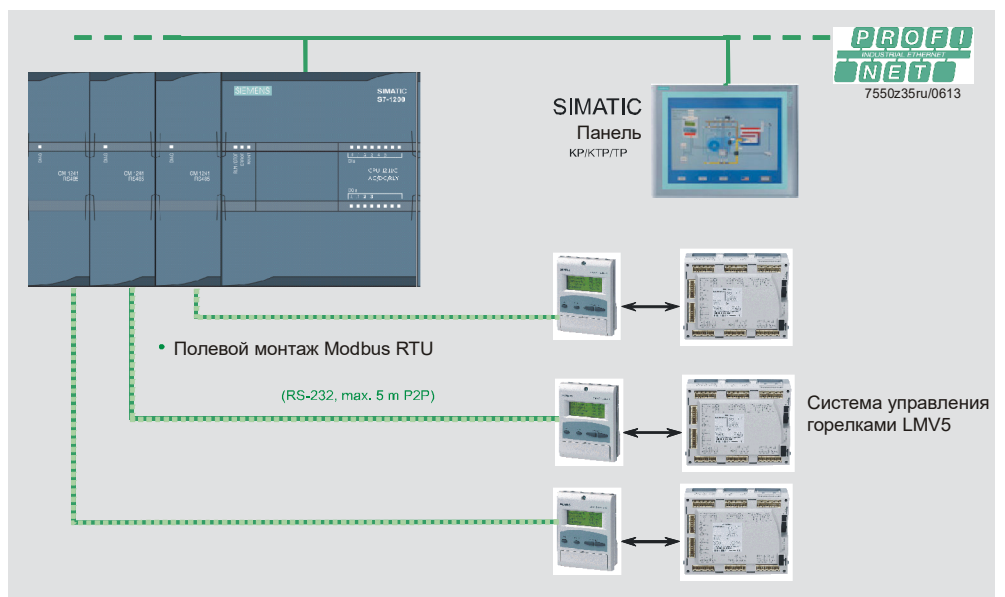 PROFI
INDUSTRIAL ETHERNET
NET
7550z35ru/0613
SIEMENS
SIMATIC
S7-1200
CM 1241
RS485
CM 1241
RS485
CM 1241
RS485
AC/DC/RLY
SIMATIC
Панель
KP/KTP/TP
• Полевой монтаж Modbus RTU
(RS-232, max. 5 m P2P)
Система управления
горелками LMV5